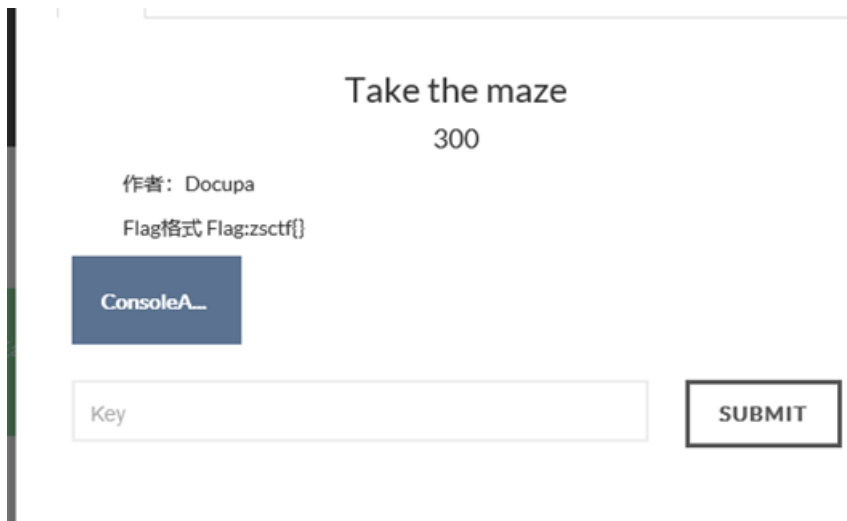 Take the maze
300
作者：Docupa
Flag格式 Flag:zsctf{}
ConsoleA...
Key
SUBMIT